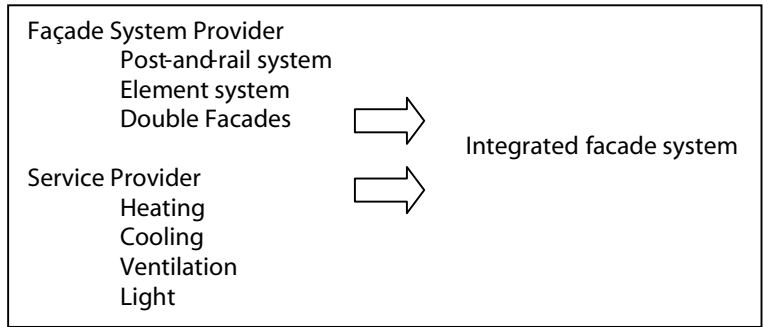 Façade System Provider
Post-and-rail system
Element system
Double Facades
Integrated facade system
Service Provider
Heating
Cooling
Ventilation
Light